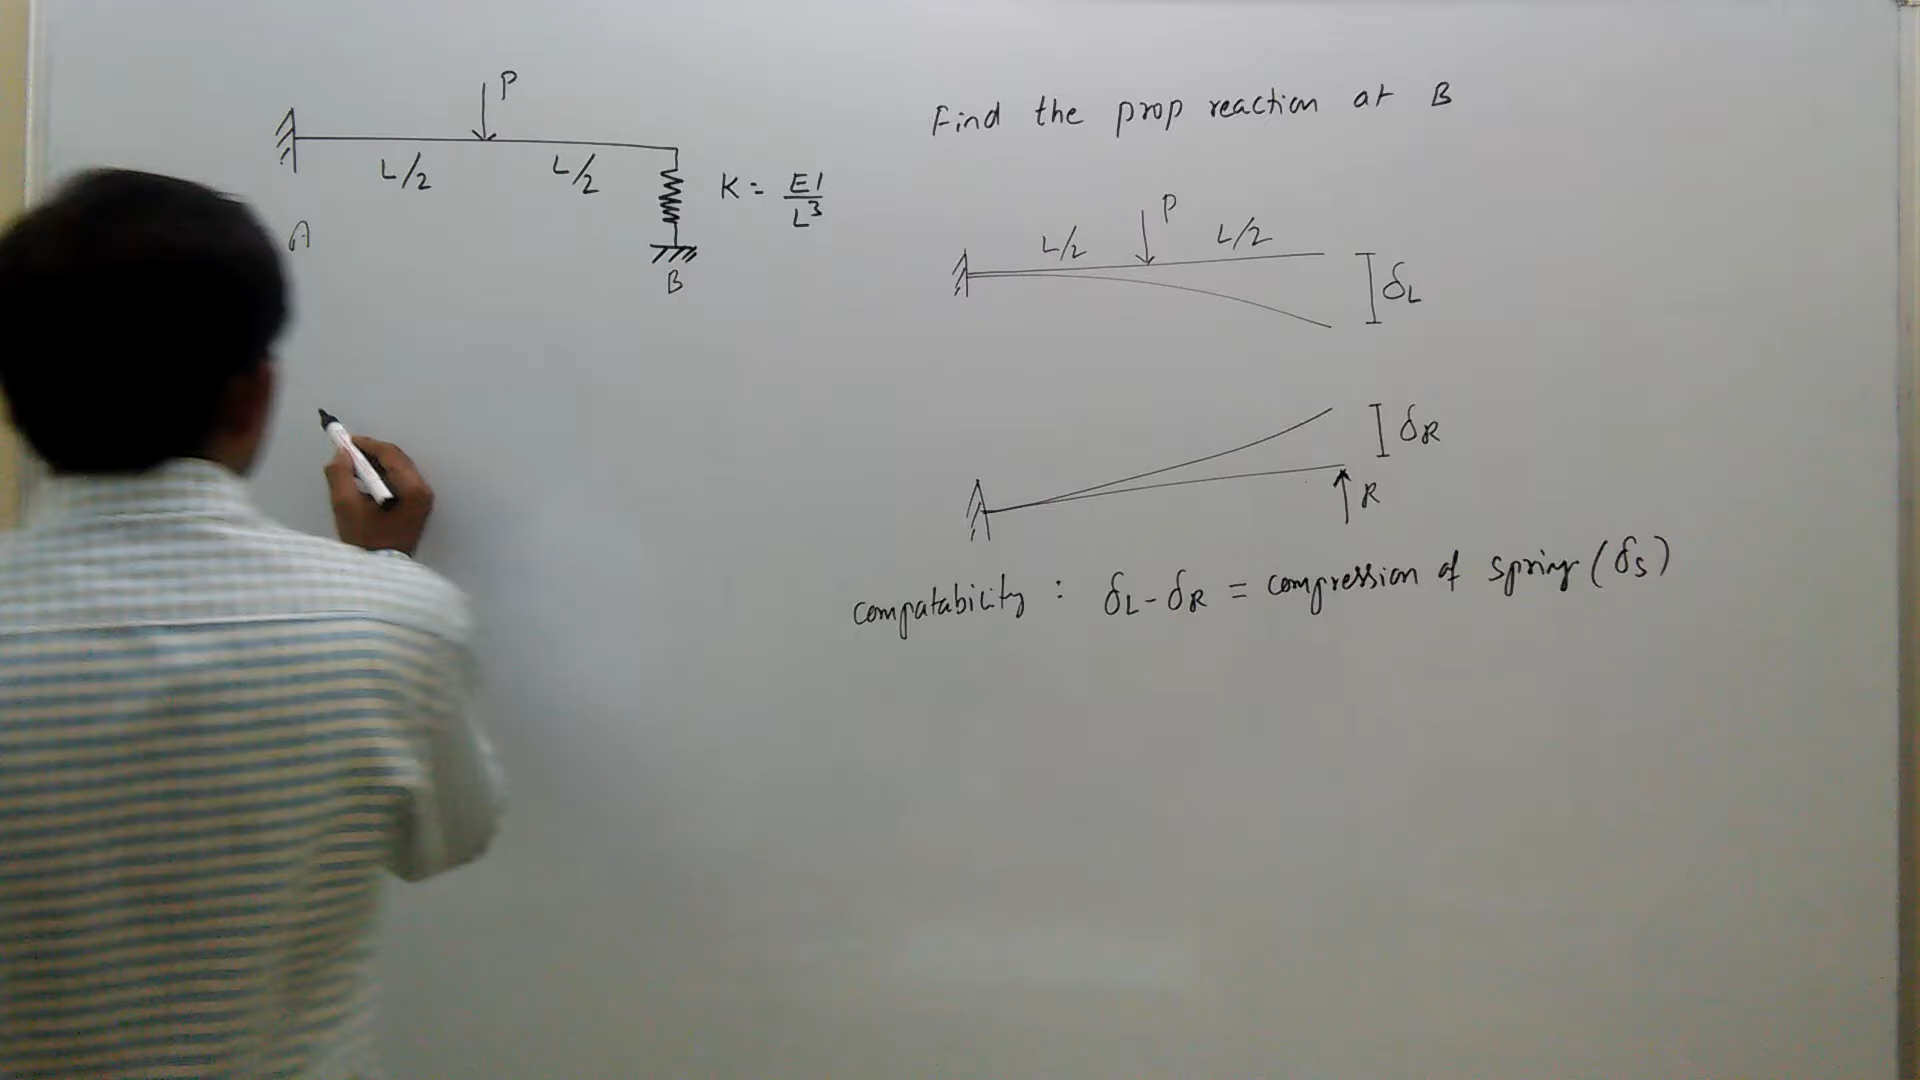 P
L/2 L/2
K = EI/L³
A
B
Find the prop reaction at B
P
L/2 L/2
δL
δR
R
compatability : δL - δR = compression of spring (δs)